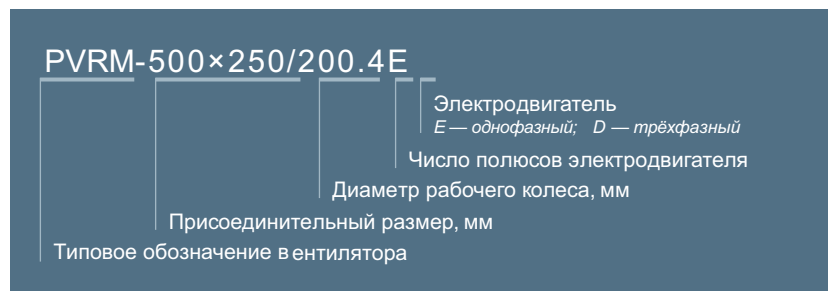 PVRM-500×250/200.4E
Электродвигатель
E — однофазный; D — трёхфазный
Число полюсов электродвигателя
Диаметр рабочего колеса, мм
Присоединительный размер, мм
Типовое обозначение вентилятора